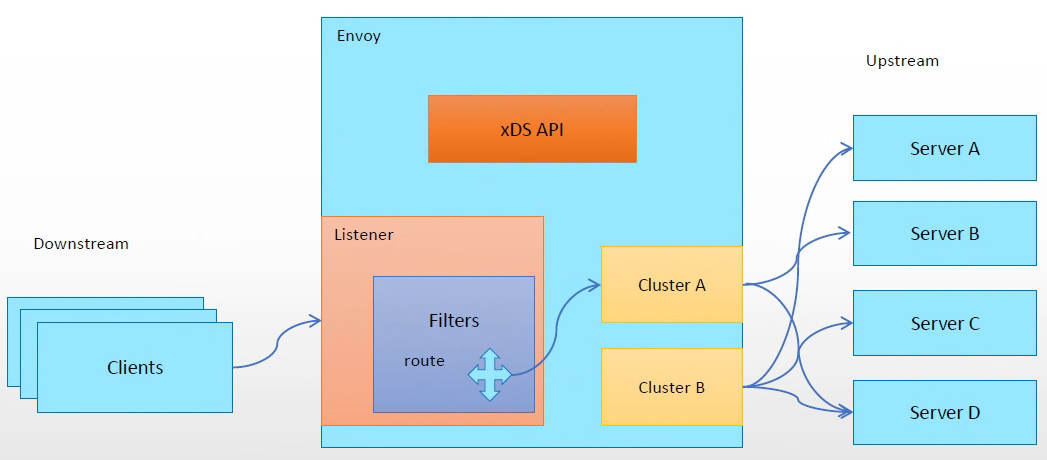 Envoy
Upstream
xDS API
Server A
Server B
Listener
Downstream
Cluster A
Filters
Server C
route
Clients
Cluster B
Server D